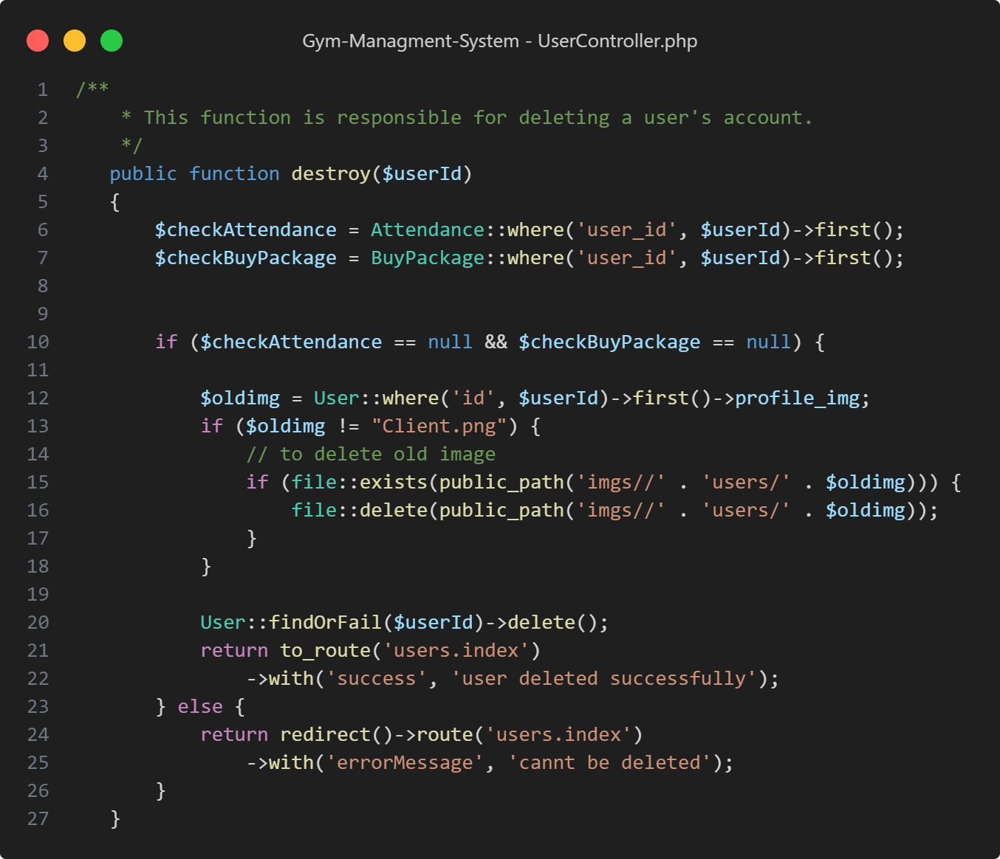 Gym-Managment-System - UserController.php
1 /**
2     * This function is responsible for deleting a user's account.
3     */
4    public function destroy($userId)
5    {
6        $checkAttendance = Attendance::where('user_id', $userId)->first();
7        $checkBuyPackage = BuyPackage::where('user_id', $userId)->first();
8
9
10        if ($checkAttendance == null && $checkBuyPackage == null) {
11
12            $oldimg = User::where('id', $userId)->first()->profile_img;
13            if ($oldimg != "Client.png") {
14                // to delete old image
15                if (file::exists(public_path('imgs//' . 'users/' . $oldimg))) {
16                    file::delete(public_path('imgs//' . 'users/' . $oldimg));
17                }
18            }
19
20            User::findOrFail($userId)->delete();
21            return to_route('users.index')
22                ->with('success', 'user deleted successfully');
23        } else {
24            return redirect()->route('users.index')
25                ->with('errorMessage', 'cannt be deleted');
26        }
27    }